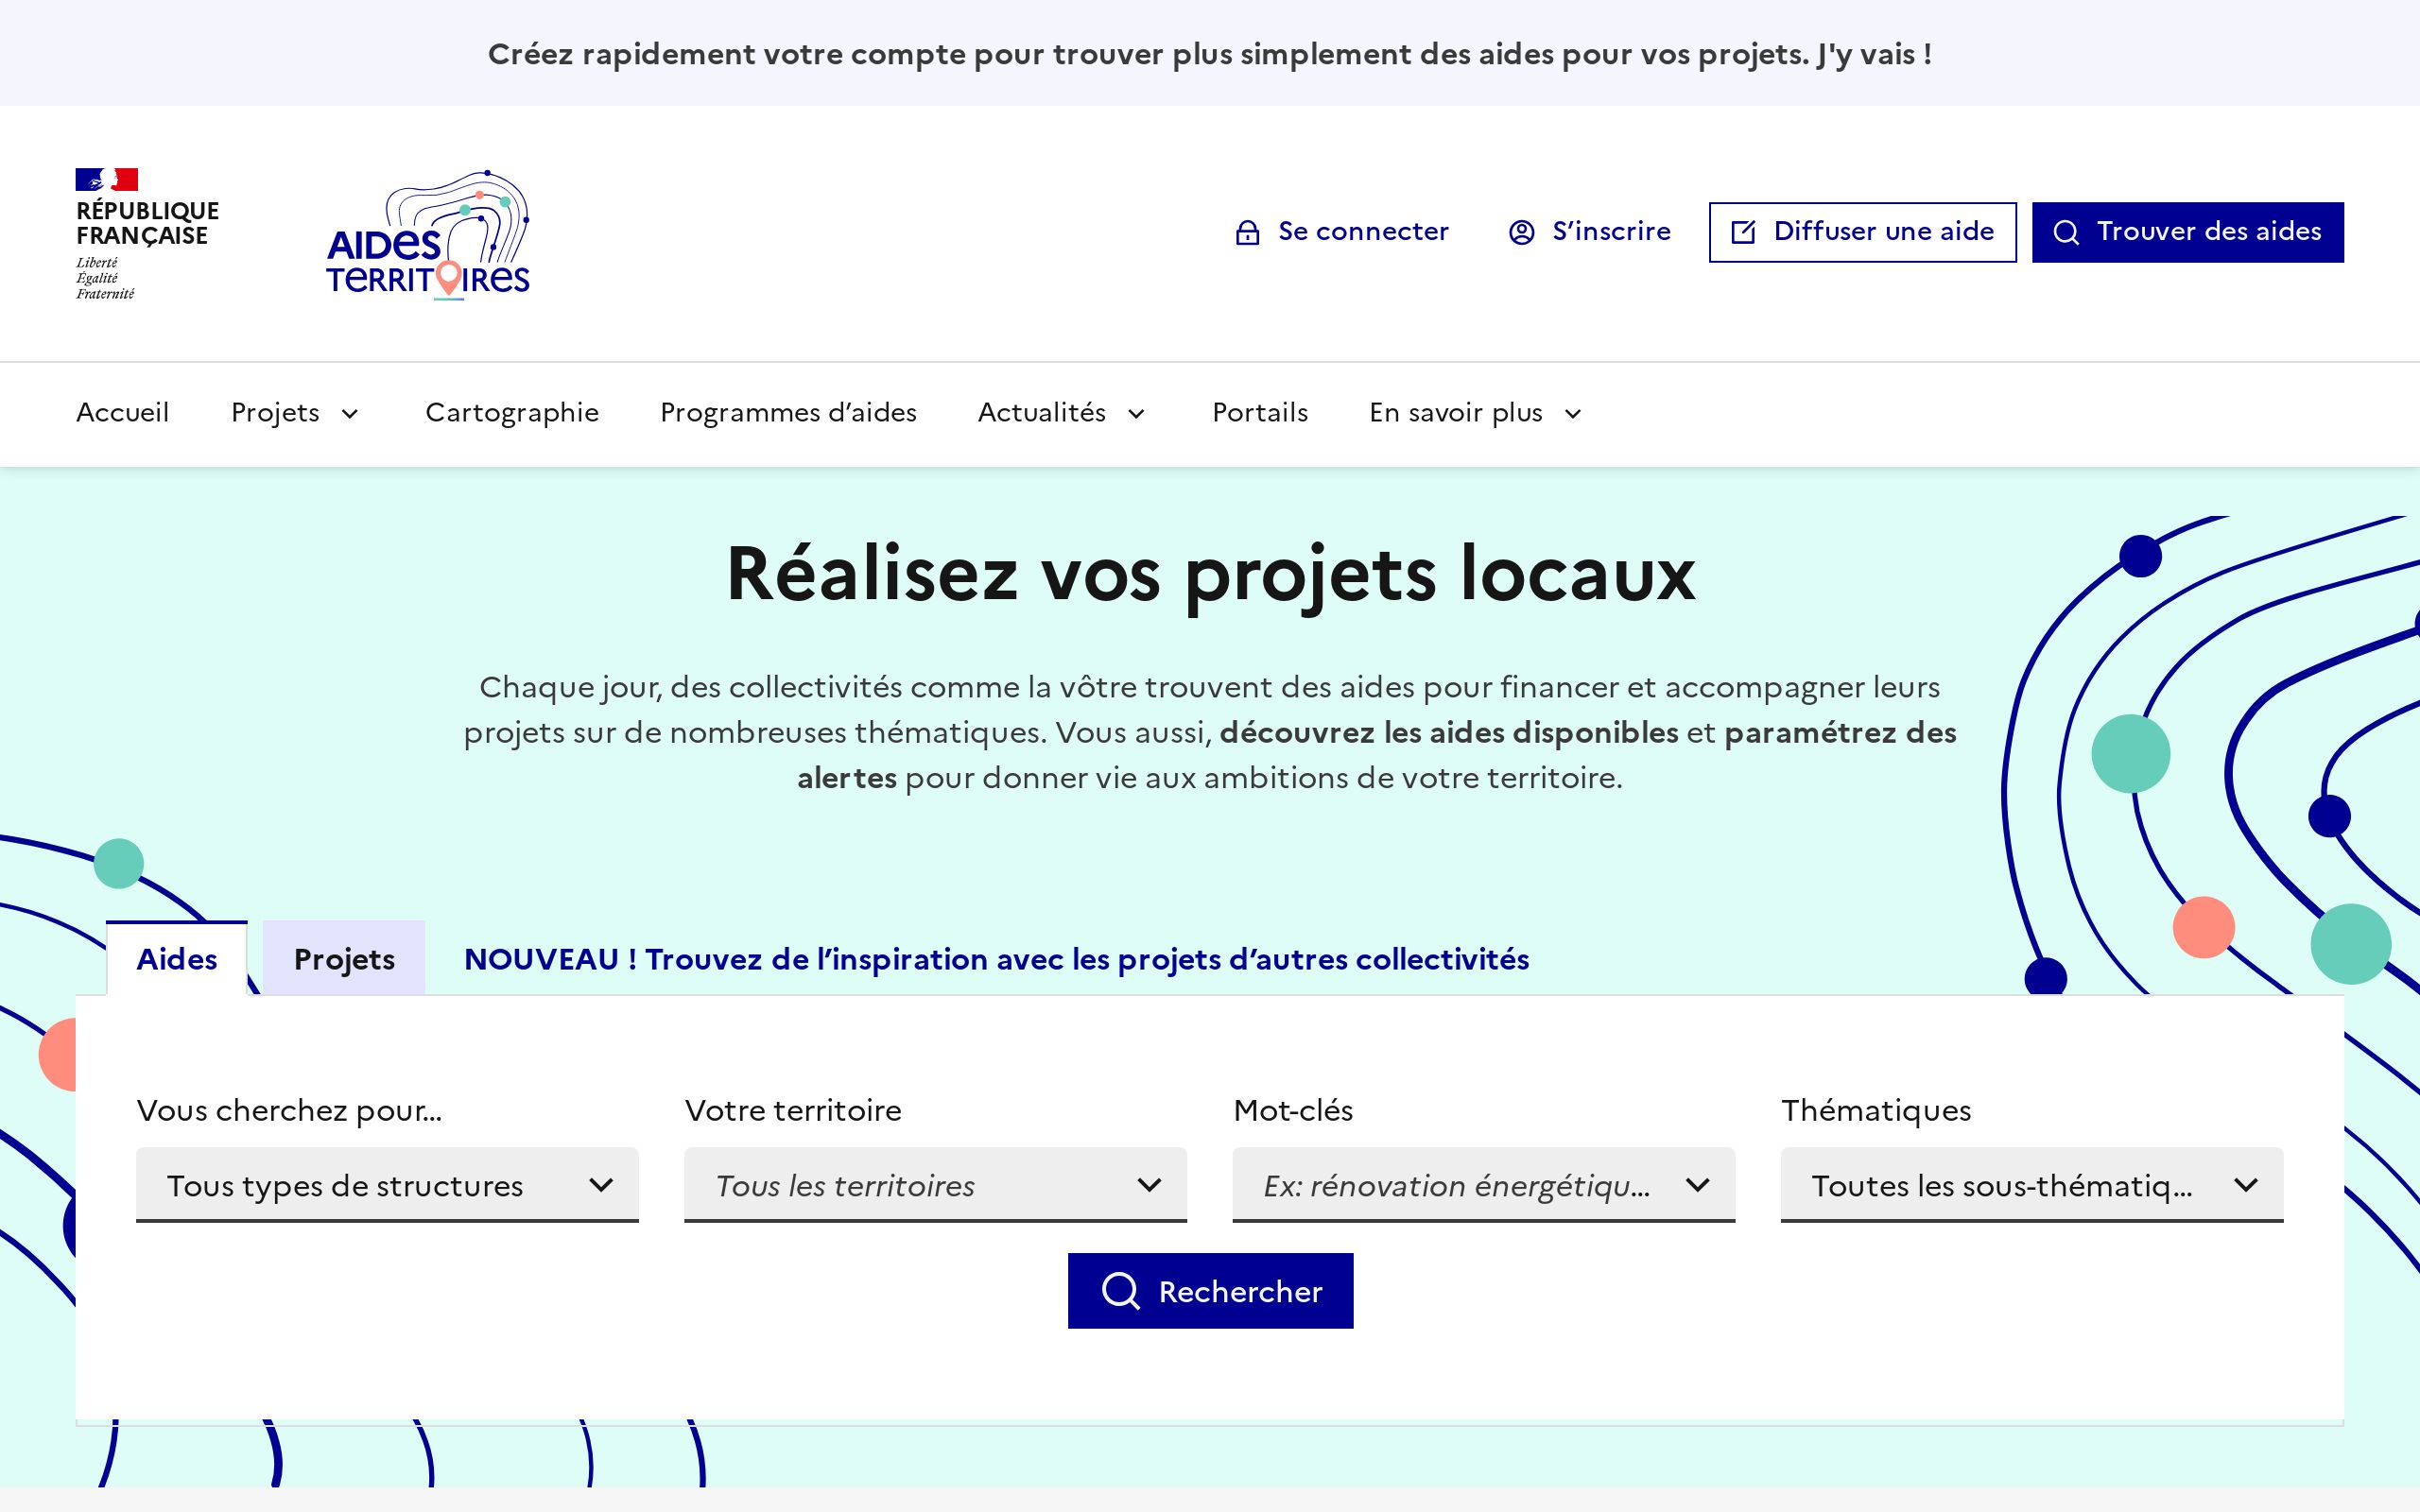 Créez rapidement votre compte pour trouver plus simplement des aides pour vos projets. J'y vais !
RÉPUBLIQUE
FRANÇAISE
Liberté
Égalité
Fraternité
AIDes
TeRRITOIReS
Se connecter
S’inscrire
Diffuser une aide
Trouver des aides
Accueil
Projets
Cartographie
Programmes d’aides
Actualités
Portails
En savoir plus
Réalisez vos projets locaux
Chaque jour, des collectivités comme la vôtre trouvent des aides pour financer et accompagner leurs
projets sur de nombreuses thématiques. Vous aussi, découvrez les aides disponibles et paramétrez des
alertes pour donner vie aux ambitions de votre territoire.
Aides
Projets
NOUVEAU ! Trouvez de l’inspiration avec les projets d’autres collectivités
Vous cherchez pour...
Votre territoire
Mot-clés
Thématiques
Tous types de structures
Tous les territoires
Ex: rénovation énergétiqu...
Toutes les sous-thématiq...
Rechercher